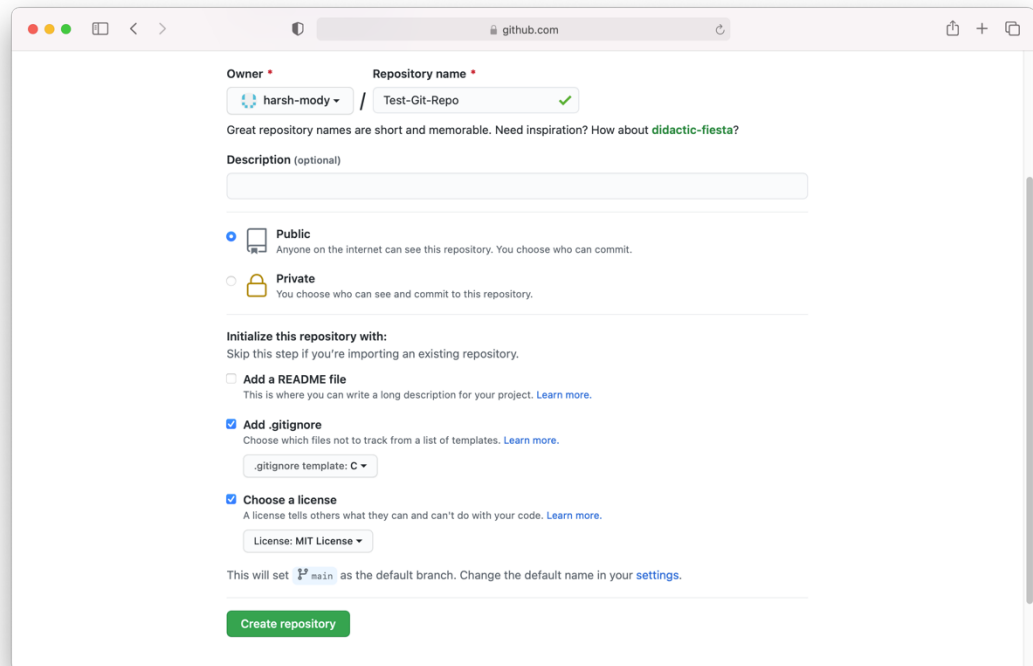 github.com
Owner * Repository name *
harsh-mody / Test-Git-Repo
Great repository names are short and memorable. Need inspiration? How about didactic-fiesta?
Description (optional)
Public
Anyone on the internet can see this repository. You choose who can commit.
Private
You choose who can see and commit to this repository.
Initialize this repository with:
Skip this step if you're importing an existing repository.
Add a README file
This is where you can write a long description for your project. Learn more.
Add .gitignore
Choose which files not to track from a list of templates. Learn more.
.gitignore template: C
Choose a license
A license tells others what they can and can't do with your code. Learn more.
License: MIT License
This will set main as the default branch. Change the default name in your settings.
Create repository